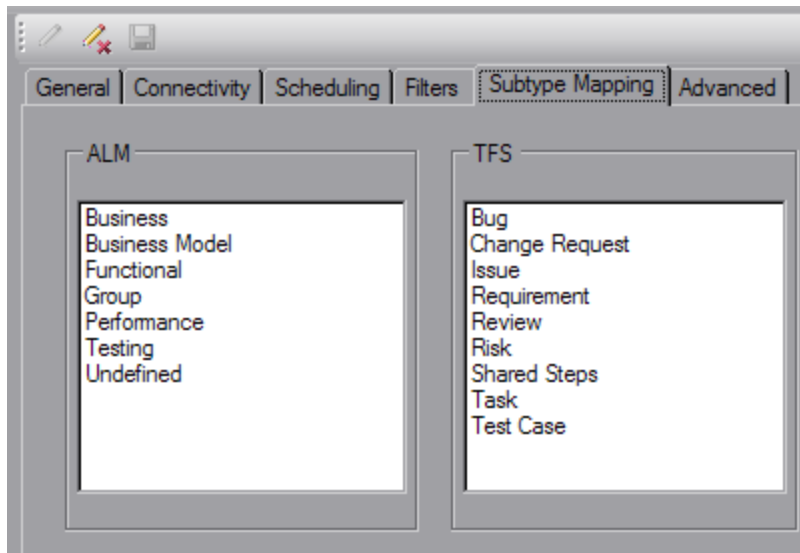 General Connectivity Scheduling Filters Subtype Mapping Advanced
ALM
Business
Business Model
Functional
Group
Performance
Testing
Undefined
TFS
Bug
Change Request
Issue
Requirement
Review
Risk
Shared Steps
Task
Test Case